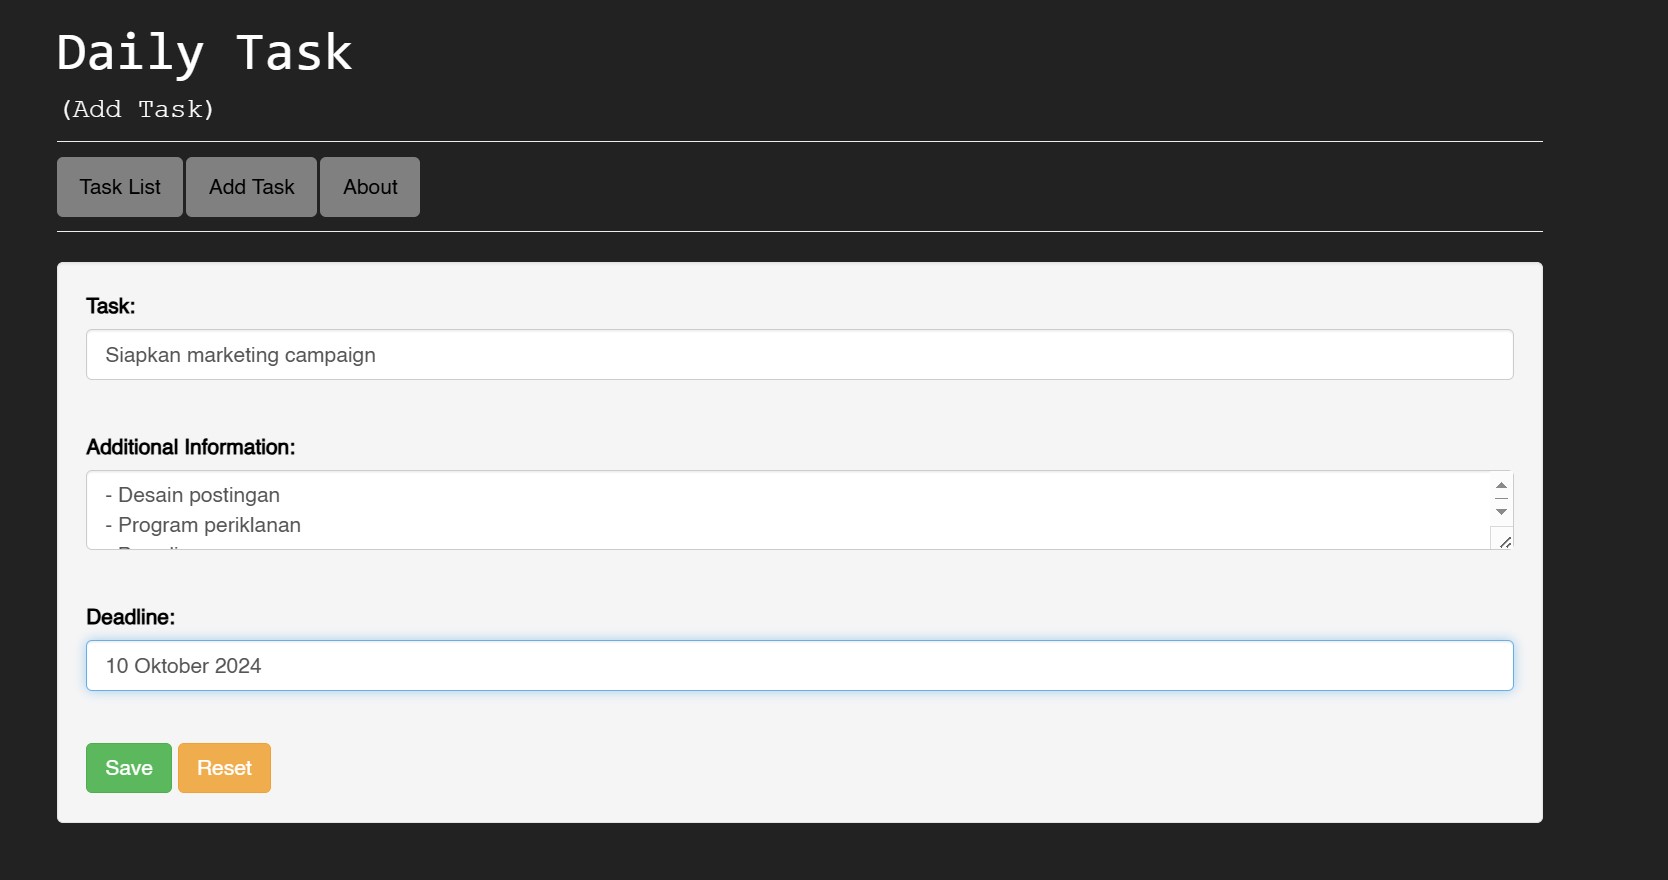 Daily Task
(Add Task)
Task List Add Task About
Task:
Siapkan marketing campaign
Additional Information:
- Desain postingan
- Program periklanan
Deadline:
10 Oktober 2024
Save Reset